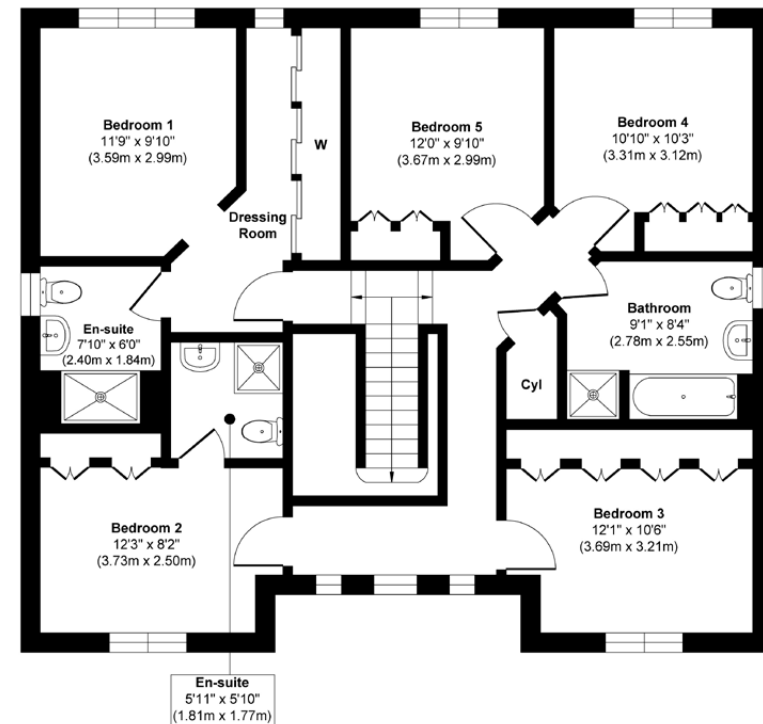 Bedroom 1
11'9" x 9'10"
(3.59m x 2.99m)
Dressing
Room
W
Bedroom 5
12'0" x 9'10"
(3.67m x 2.99m)
Bedroom 4
10'10" x 10'3"
(3.31m x 3.12m)
En-suite
7'10" x 6'0"
(2.40m x 1.84m)
Bathroom
9'1" x 8'4"
(2.78m x 2.55m)
Cyl
Bedroom 2
12'3" x 8'2"
(3.73m x 2.50m)
Bedroom 3
12'1" x 10'6"
(3.69m x 3.21m)
En-suite
5'11" x 5'10"
(1.81m x 1.77m)